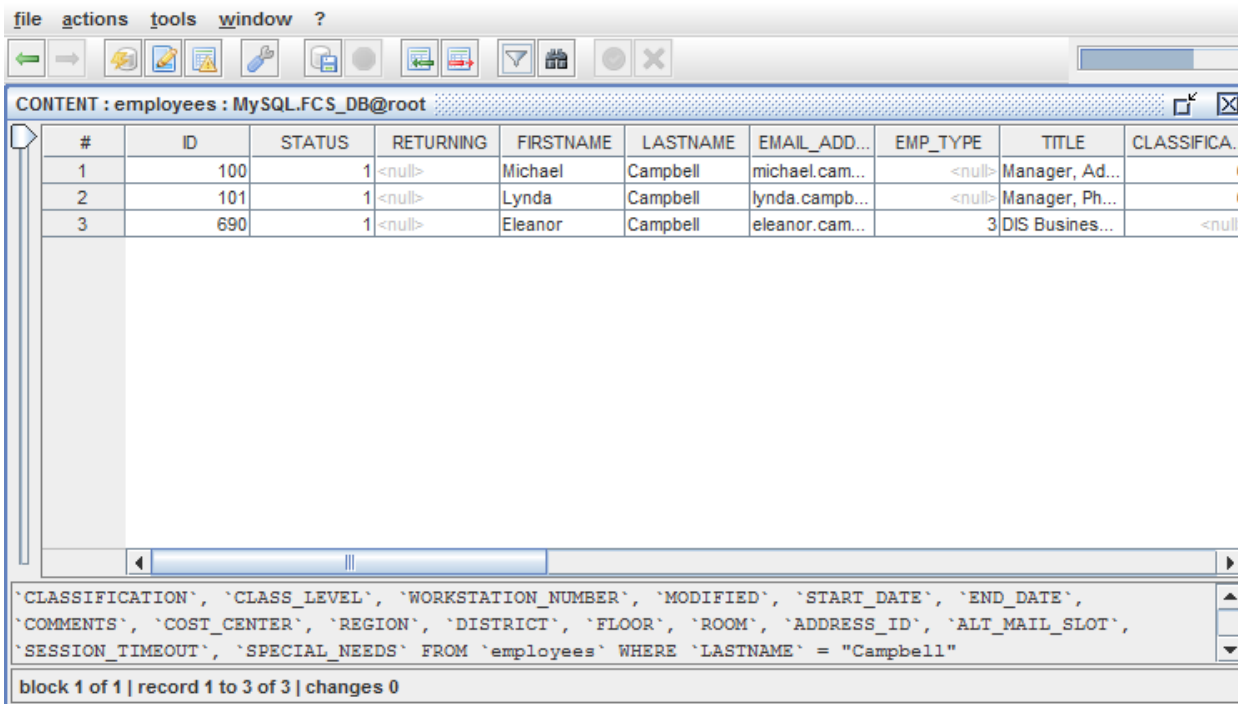 file actions tools window ?
CONTENT : employees : MySQL.FCS_DB@root
# ID STATUS RETURNING FIRSTNAME LASTNAME EMAIL_ADD... EMP_TYPE TITLE CLASSIFICA...
1 100 1 <null> Michael Campbell michael.cam... <null> Manager, Ad...
2 101 1 <null> Lynda Campbell lynda.campb... <null> Manager, Ph...
3 690 1 <null> Eleanor Campbell eleanor.cam... 3 DIS Busines... <null
`CLASSIFICATION`, `CLASS_LEVEL`, `WORKSTATION_NUMBER`, `MODIFIED`, `START_DATE`, `END_DATE`,
`COMMENTS`, `COST_CENTER`, `REGION`, `DISTRICT`, `FLOOR`, `ROOM`, `ADDRESS_ID`, `ALT_MAIL_SLOT`,
`SESSION_TIMEOUT`, `SPECIAL_NEEDS` FROM `employees` WHERE `LASTNAME` = "Campbell"
block 1 of 1 | record 1 to 3 of 3 | changes 0